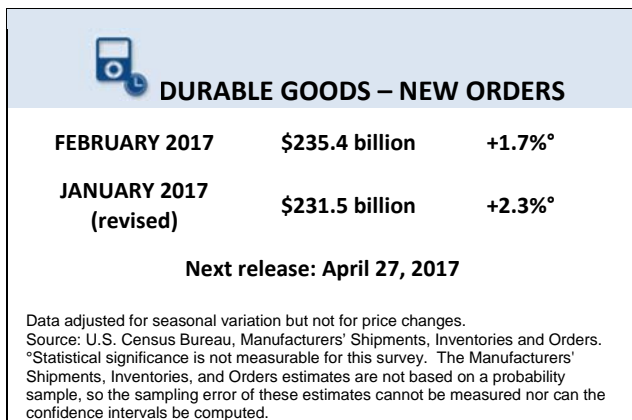 DURABLE GOODS – NEW ORDERS
FEBRUARY 2017 $235.4 billion +1.7%°
JANUARY 2017 (revised) $231.5 billion +2.3%°
Next release: April 27, 2017
Data adjusted for seasonal variation but not for price changes.
Source: U.S. Census Bureau, Manufacturers’ Shipments, Inventories and Orders.
°Statistical significance is not measurable for this survey. The Manufacturers’
Shipments, Inventories, and Orders estimates are not based on a probability
sample, so the sampling error of these estimates cannot be measured nor can the
confidence intervals be computed.